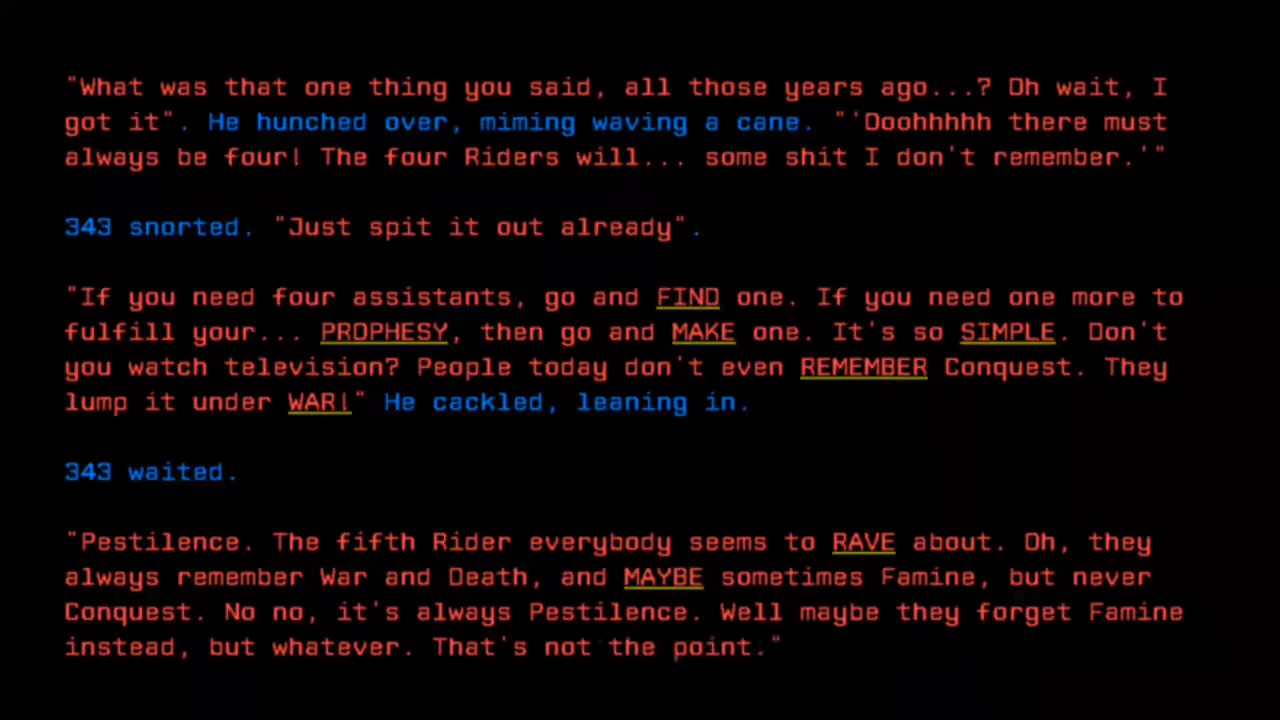 "What was that one thing you said, all those years ago...? Oh wait, I
got it". He hunched over, miming waving a cane. "'Ooohhhhh there must
always be four! The four Riders will... some shit I don't remember.'"
343 snorted. "Just spit it out already".
"If you need four assistants, go and FIND one. If you need one more to
fulfill your... PROPHESY, then go and MAKE one. It's so SIMPLE. Don't
you watch television? People today don't even REMEMBER Conquest. They
lump it under WAR!" He cackled, leaning in.
343 waited.
"Pestilence. The fifth Rider everybody seems to RAVE about. Oh, they
always remember War and Death, and MAYBE sometimes Famine, but never
Conquest. No no, it's always Pestilence. Well maybe they forget Famine
instead, but whatever. That's not the point."